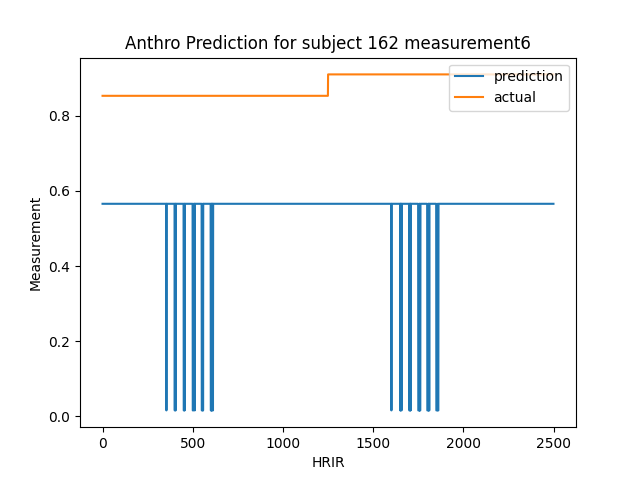 Anthro Prediction for subject 162 measurement6
prediction
actual
Measurement
0.8
0.6
0.4
0.2
0.0
0 500 1000 1500 2000 2500
HRIR